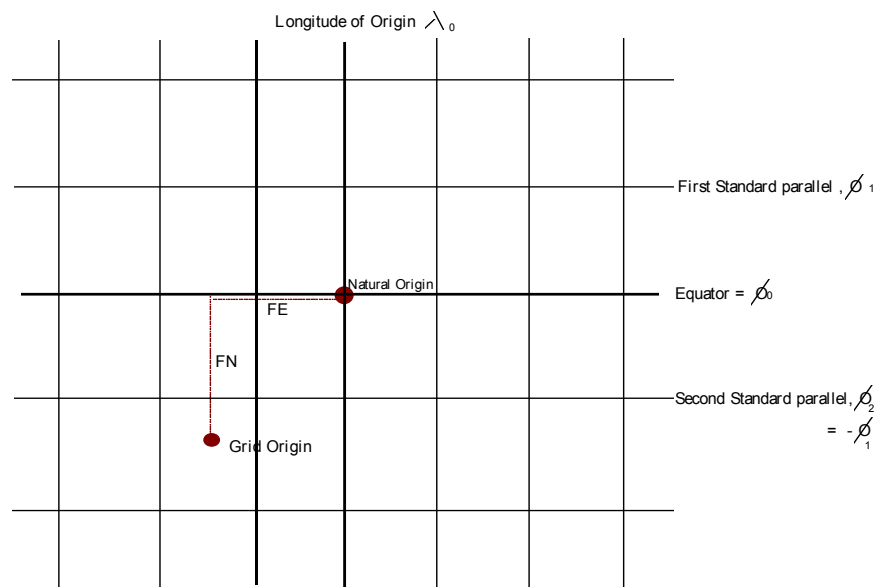 Longitude of Origin λ₀
First Standard parallel , ϕ ₁
Natural Origin
Equator = ϕ₀
FE
FN
Second Standard parallel, ϕ₂
= -ϕ₁
Grid Origin